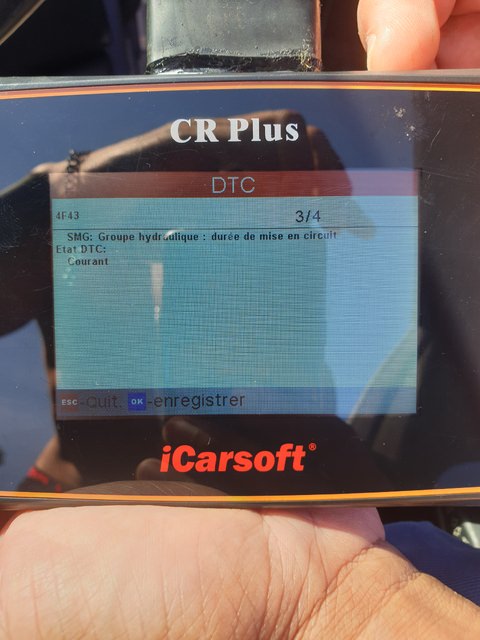 CR Plus
DTC
4F43 3/4
SMG: Groupe hydraulique : durée de mise en circuit
Etat DTC:
Courant
ESC-Quit. OK-enregistrer
iCarsoft®